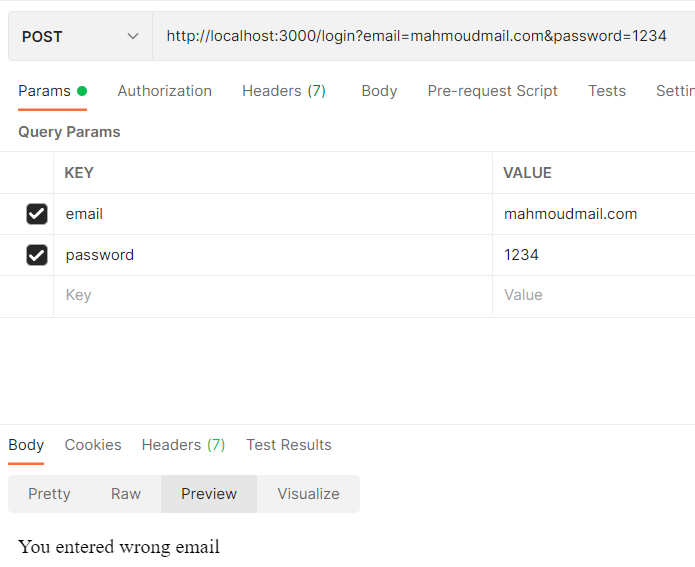 POST http://localhost:3000/login?email=mahmoudmail.com&password=1234
Params Authorization Headers (7) Body Pre-request Script Tests Settin
Query Params
KEY VALUE
email mahmoudmail.com
password 1234
Key Value
Body Cookies Headers (7) Test Results
Pretty Raw Preview Visualize
You entered wrong email